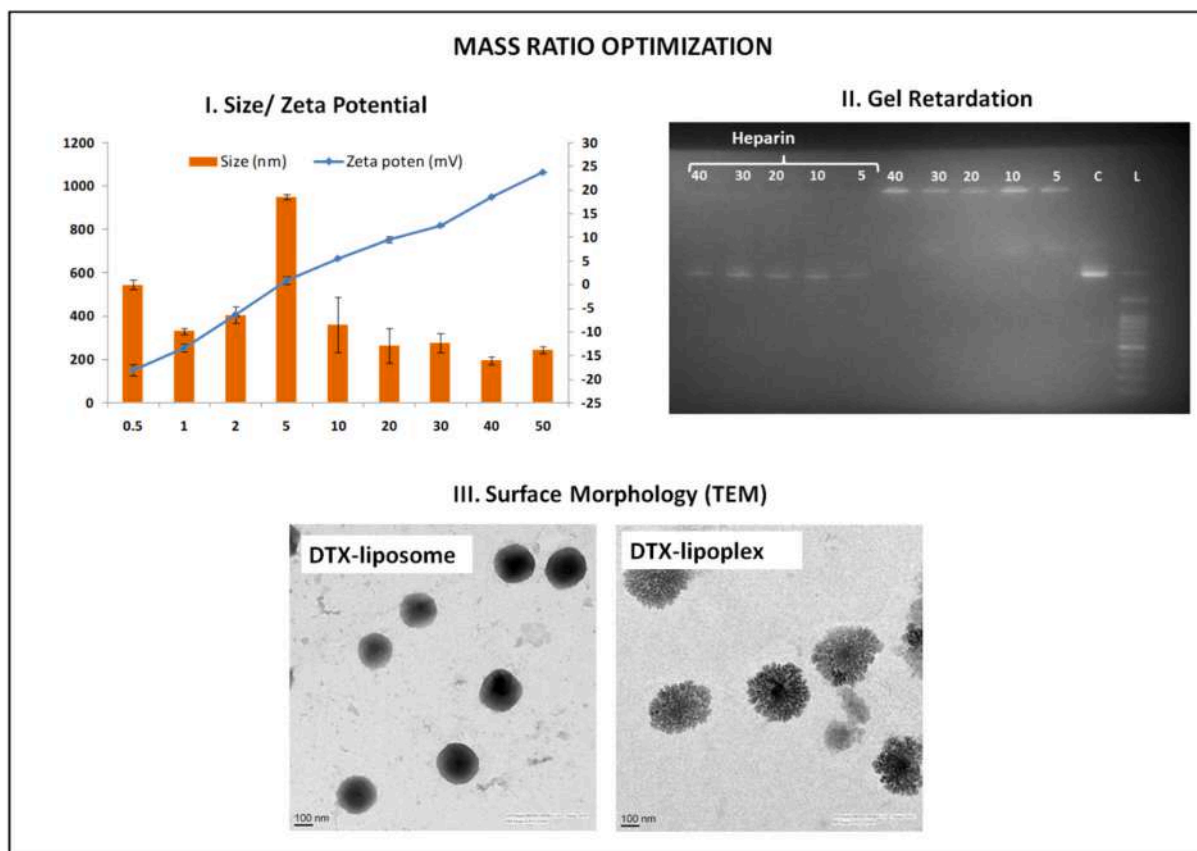 MASS RATIO OPTIMIZATION
I. Size/ Zeta Potential
Size (nm)
Zeta poten (mV)
1200
1000
800
600
400
200
0
30
25
20
15
10
5
0
-5
-10
-15
-20
-25
0.5 1 2 5 10 20 30 40 50
II. Gel Retardation
Heparin
40 30 20 10 5 40 30 20 10 5 C L
III. Surface Morphology (TEM)
DTX-liposome
100 nm
DTX-lipoplex
100 nm